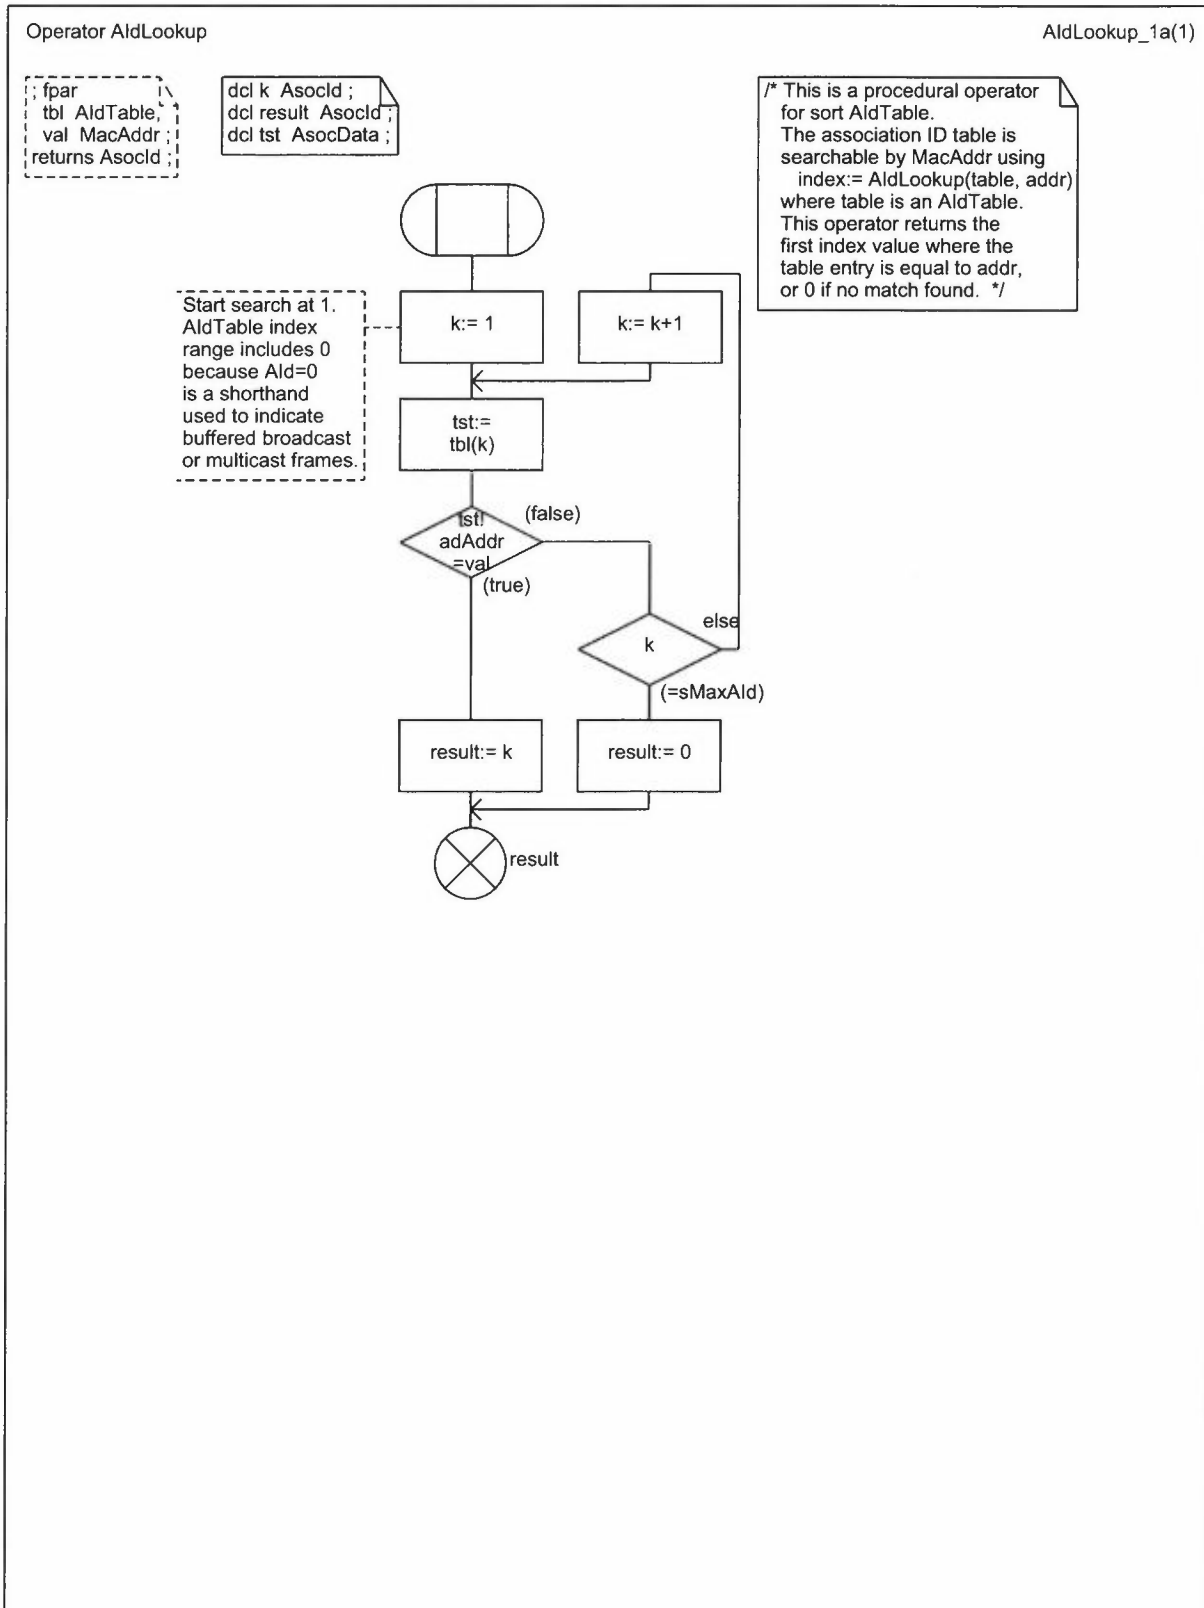 Operator AIdLookup
AIdLookup_1a(1)
; fpar
tbl AIdTable,
val MacAddr ;
returns AsocId ;
dcl k AsocId ;
dcl result AsocId ;
dcl tst AsocData ;
/* This is a procedural operator
for sort AIdTable.
The association ID table is
searchable by MacAddr using
index:= AIdLookup(table, addr)
where table is an AIdTable.
This operator returns the
first index value where the
table entry is equal to addr,
or 0 if no match found. */
Start search at 1.
AIdTable index
range includes 0
because AId=0
is a shorthand
used to indicate
buffered broadcast
or multicast frames.
k:= 1
k:= k+1
tst:=
tbl(k)
tst!
adAddr
=val
(false)
(true)
k
else
(=sMaxAId)
result:= k
result:= 0
result